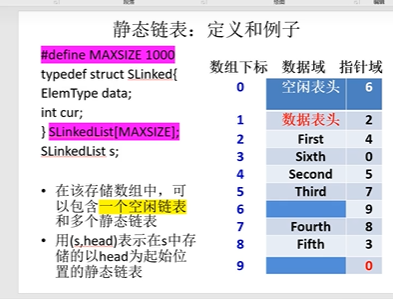 静态链表：定义和例子
#define MAXSIZE 1000
typedef struct SLinked{
ElemType data;
int cur;
} SLinkedList[MAXSIZE];
SLinkedList s;
• 在该存储数组中，可
以包含一个空闲链表
和多个静态链表
• 用(s,head)表示在s中存
储的以head为起始位
置的静态链表
数组下标 数据域 指针域
0 空闲表头 6
1 数据表头 2
2 First 4
3 Sixth 0
4 Second 5
5 Third 7
6 9
7 Fourth 8
8 Fifth 3
9 0